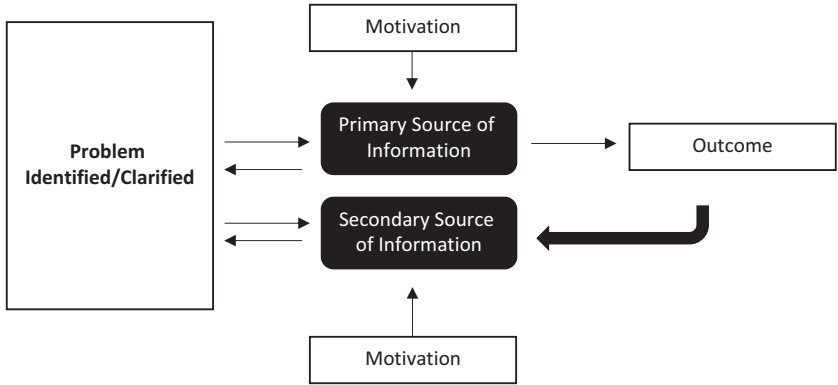 Motivation
Problem
Identified/Clarified
Primary Source of
Information
Outcome
Secondary Source
of Information
Motivation